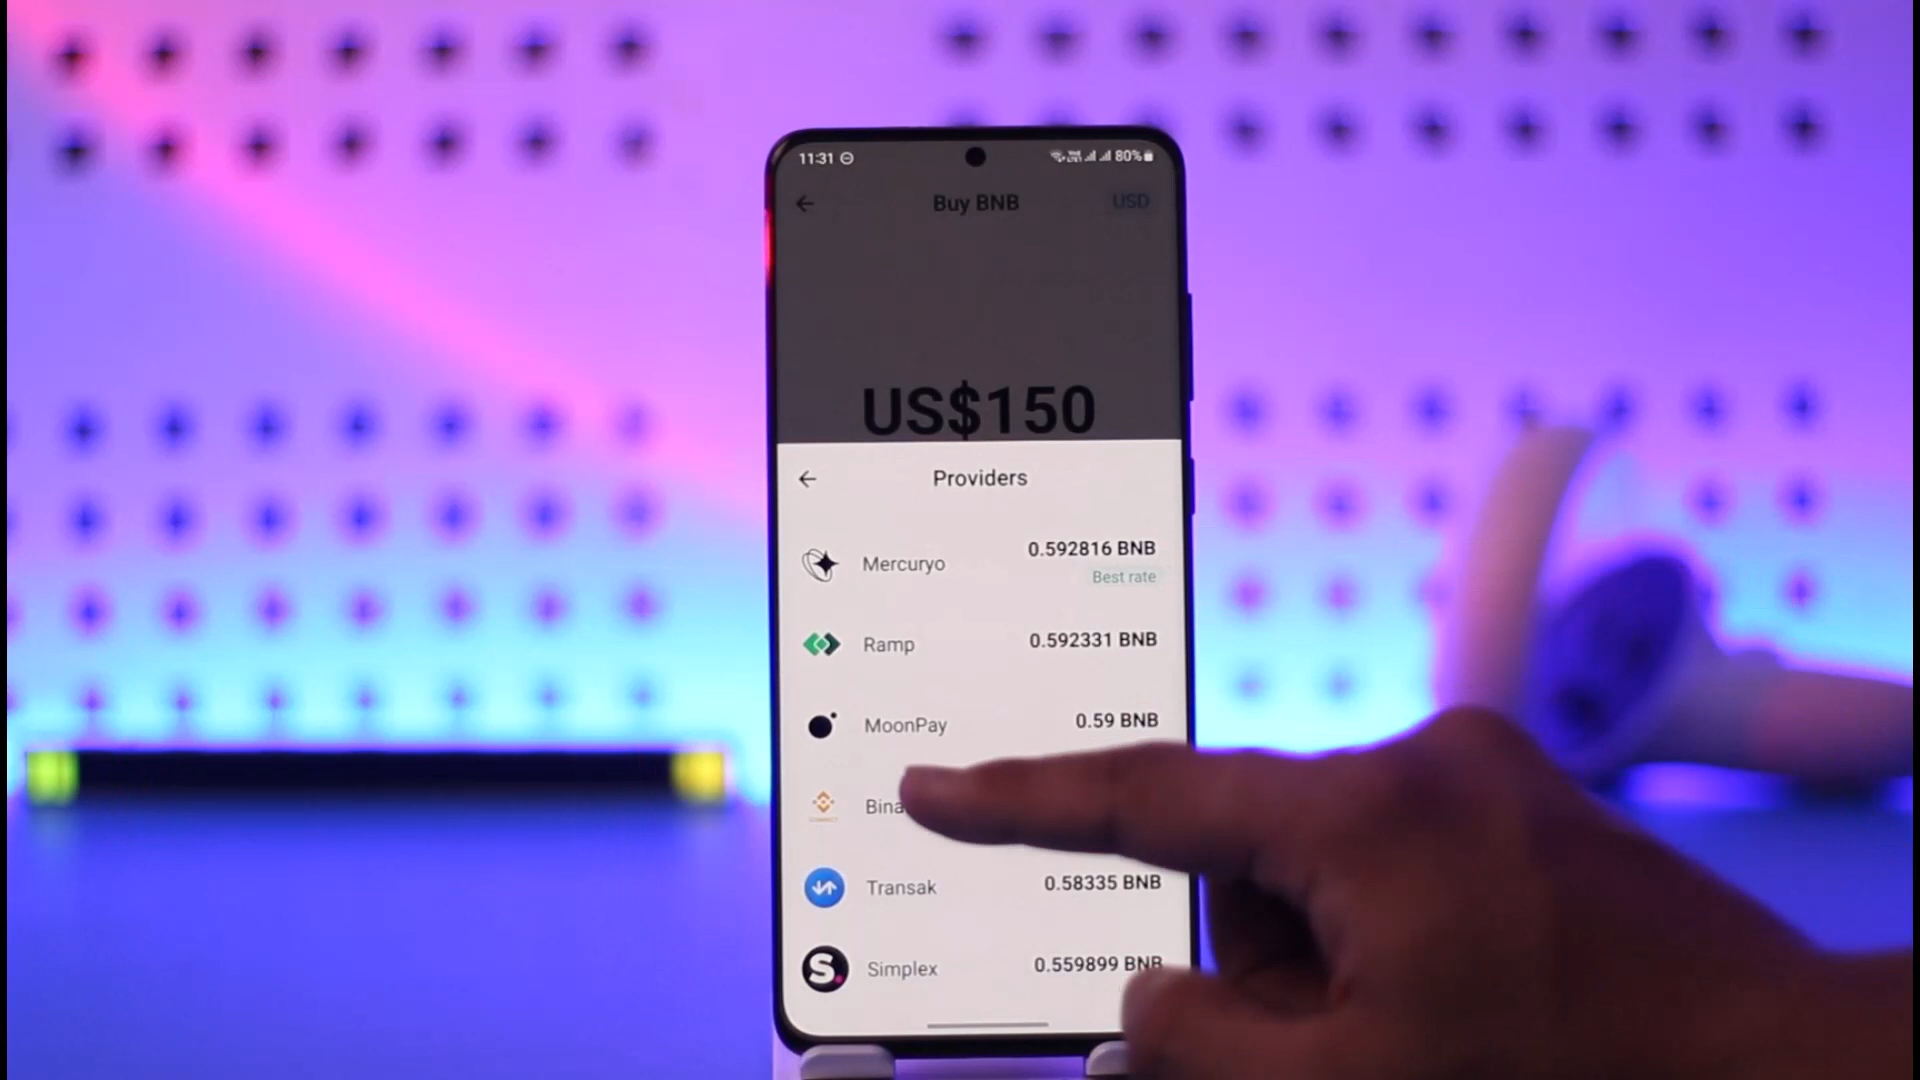 11:31 80%
Buy BNB USD
US$150
Providers
Mercuryo 0.592816 BNB
Best rate
Ramp 0.592331 BNB
MoonPay 0.59 BNB
Bina
CONNECT
Transak 0.58335 BNB
S. Simplex 0.559899 BNB